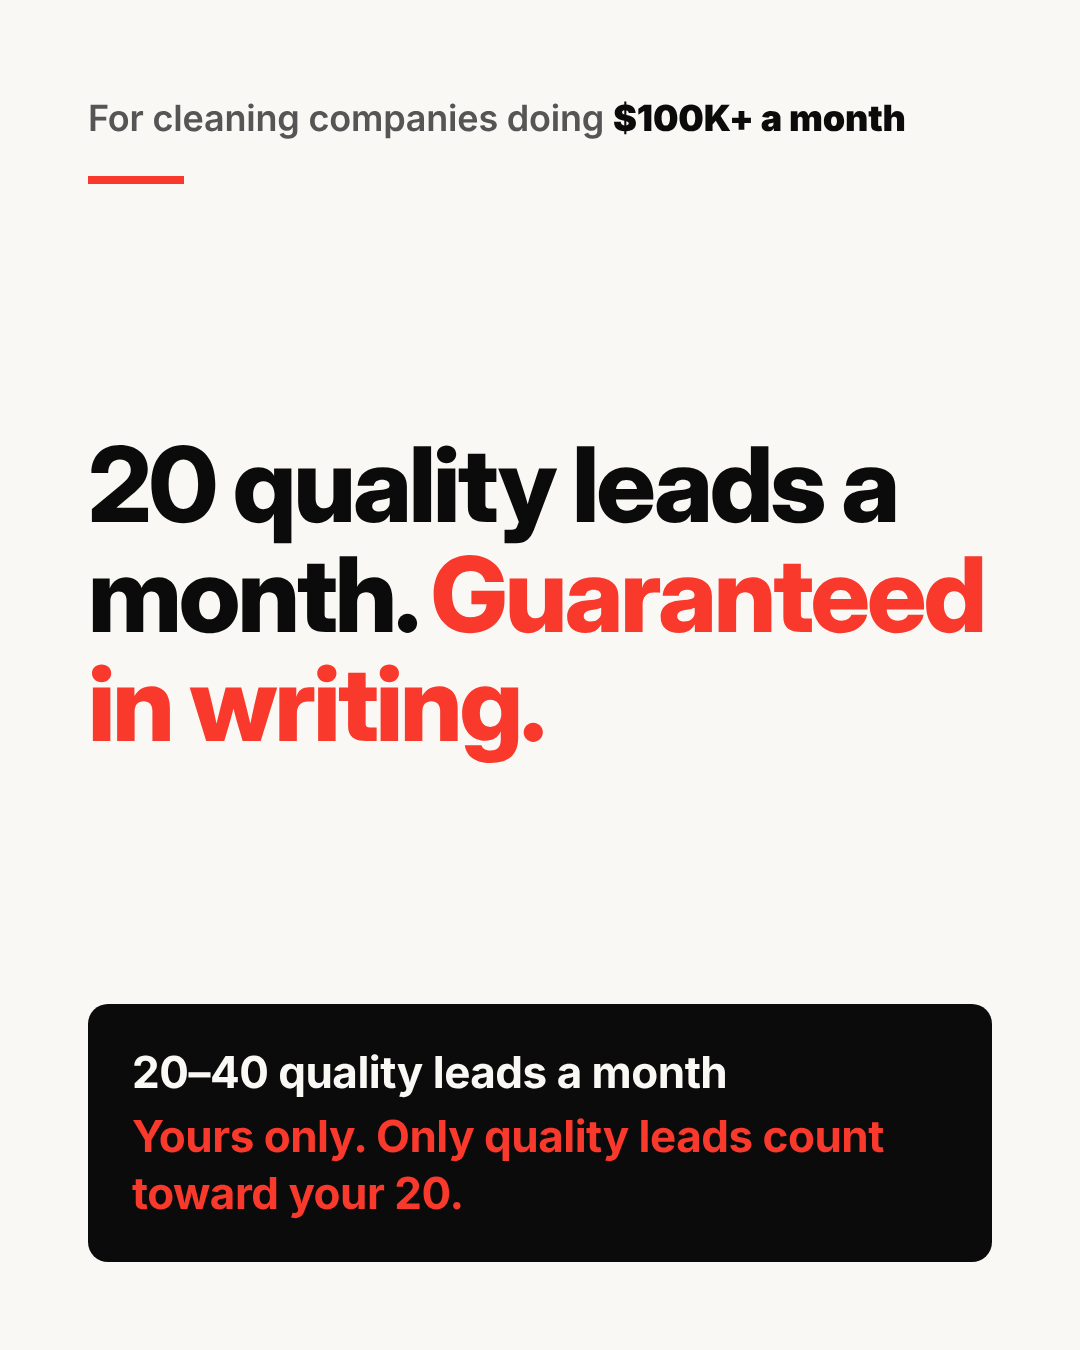 For cleaning companies doing $100K+ a month
20 quality leads a
month. Guaranteed
in writing.
20–40 quality leads a month
Yours only. Only quality leads count
toward your 20.